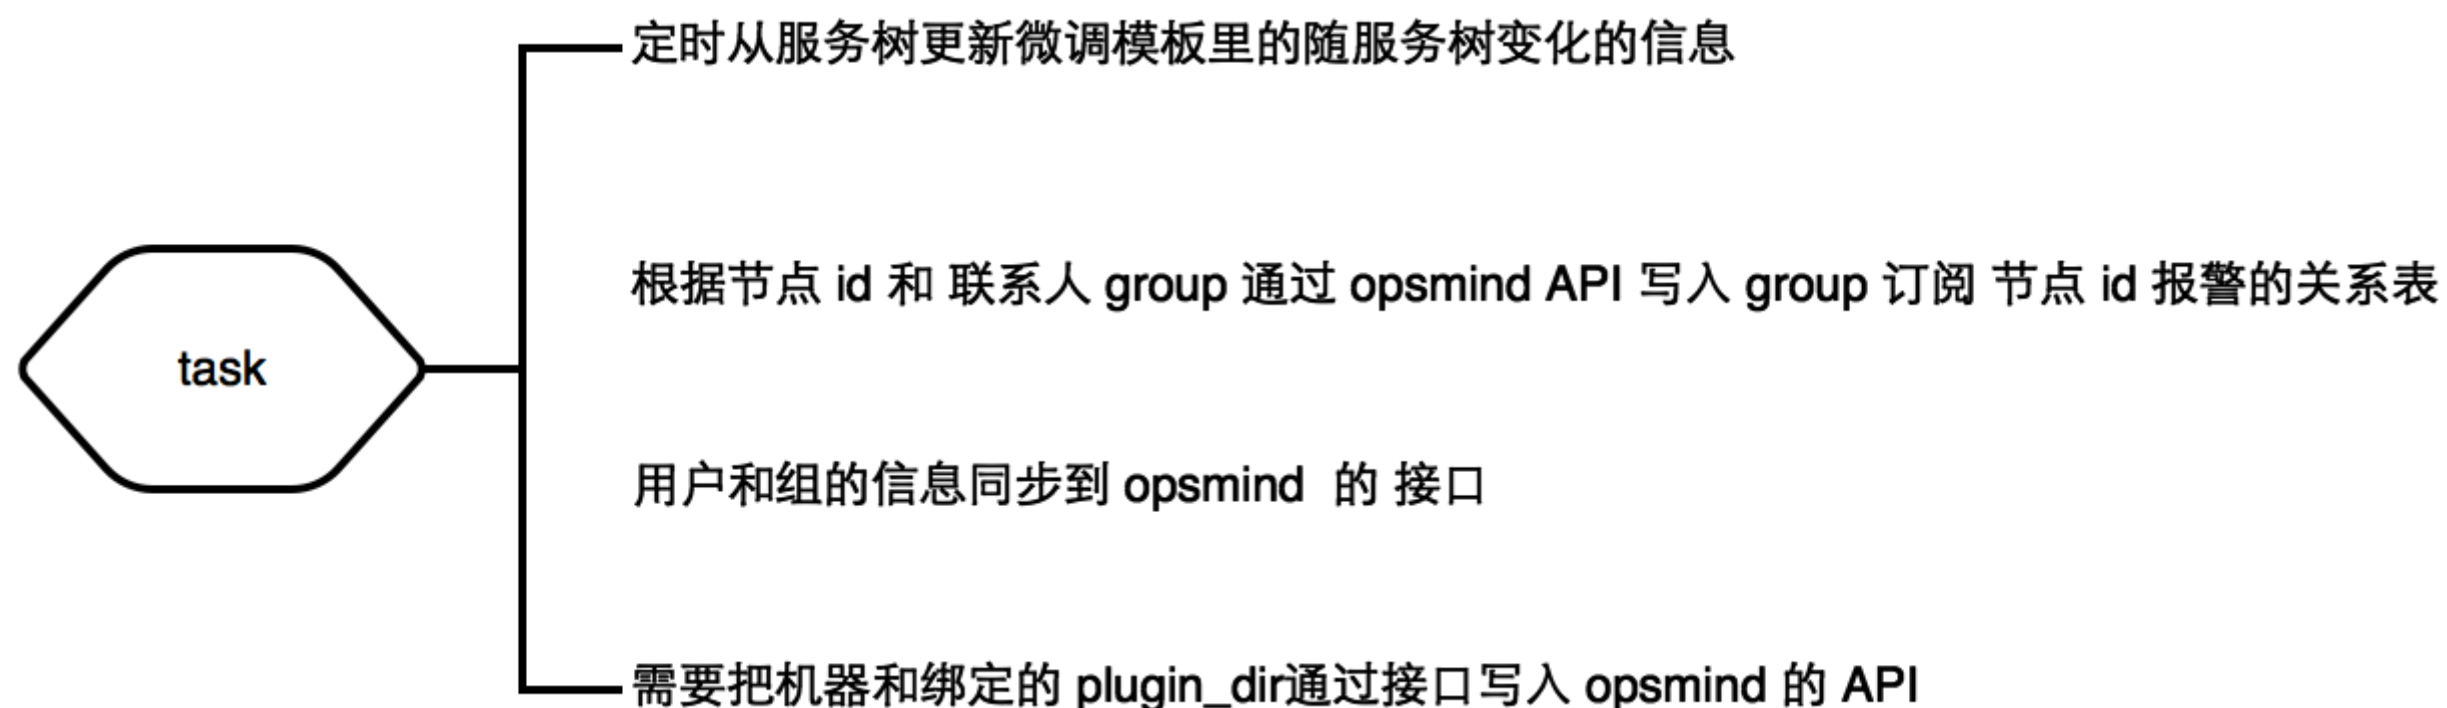 定时从服务树更新微调模板里的随服务树变化的信息
根据节点 id 和 联系人 group 通过 opsmind API 写入 group 订阅 节点 id 报警的关系表
task
用户和组的信息同步到 opsmind 的 接口
需要把机器和绑定的 plugin_dir通过接口写入 opsmind 的 API